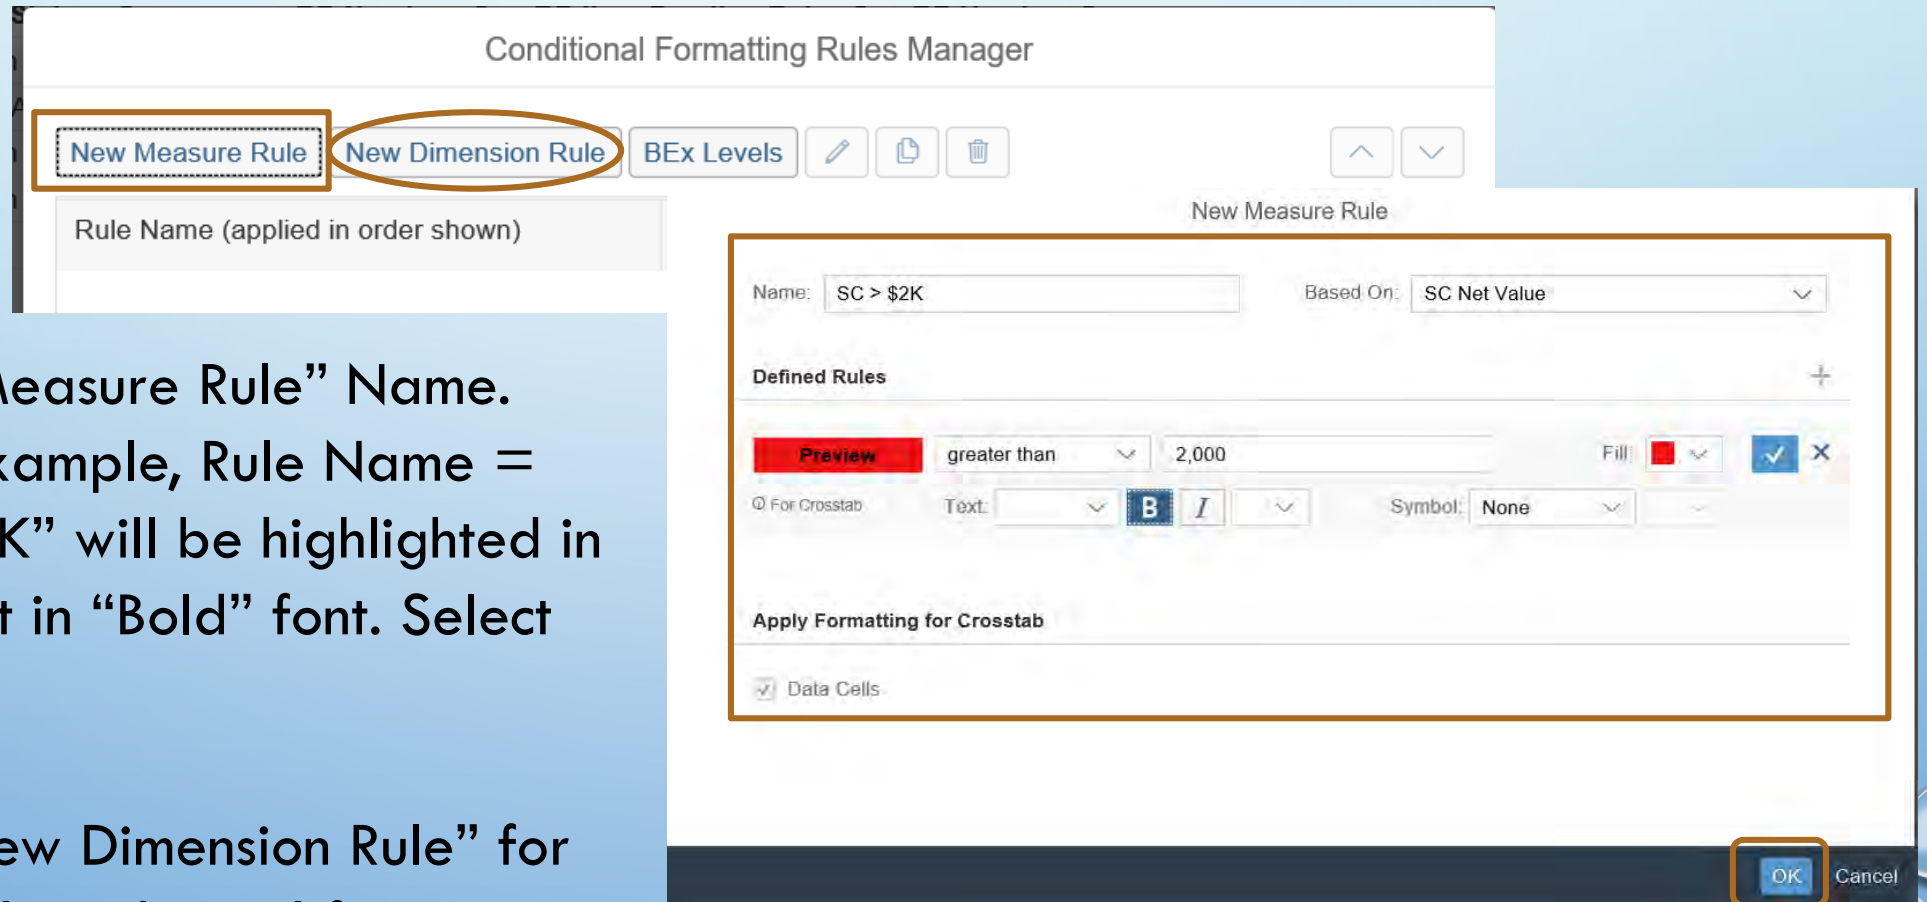 Conditional Formatting Rules Manager
New Measure Rule New Dimension Rule BEx Levels
Rule Name (applied in order shown)
New Measure Rule
Name: SC > $2K Based On: SC Net Value
Defined Rules
Preview greater than 2,000 Fill:
For Crosstab Text: B I Symbol: None
Apply Formatting for Crosstab
Data Cells
OK Cancel
Measure Rule” Name.
xample, Rule Name =
K” will be highlighted in
t in “Bold” font. Select
ew Dimension Rule” for